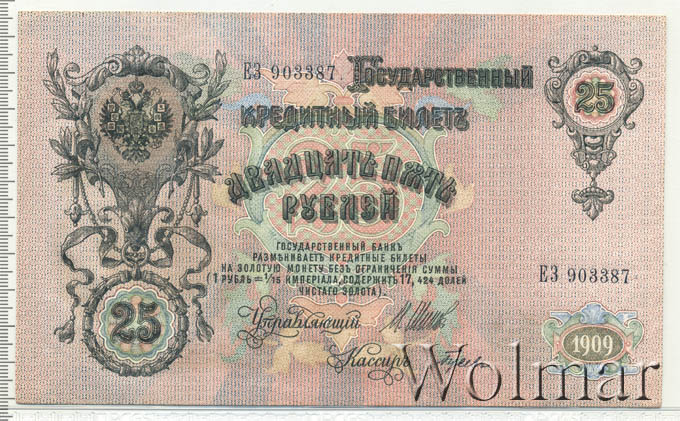 ЕЗ 903387. Государственный
25
Кредитный Билетъ
Двадцать пять
рублей
Государственный банкъ
размѣниваетъ кредитные билеты
на золотую монету безъ ограниченія суммы
(1 рубль = 1/15 имперіала, содержитъ 17,424 долей
чистаго золота).
ЕЗ 903387
25
Управляющій
Кассиръ
1909
Wolmar